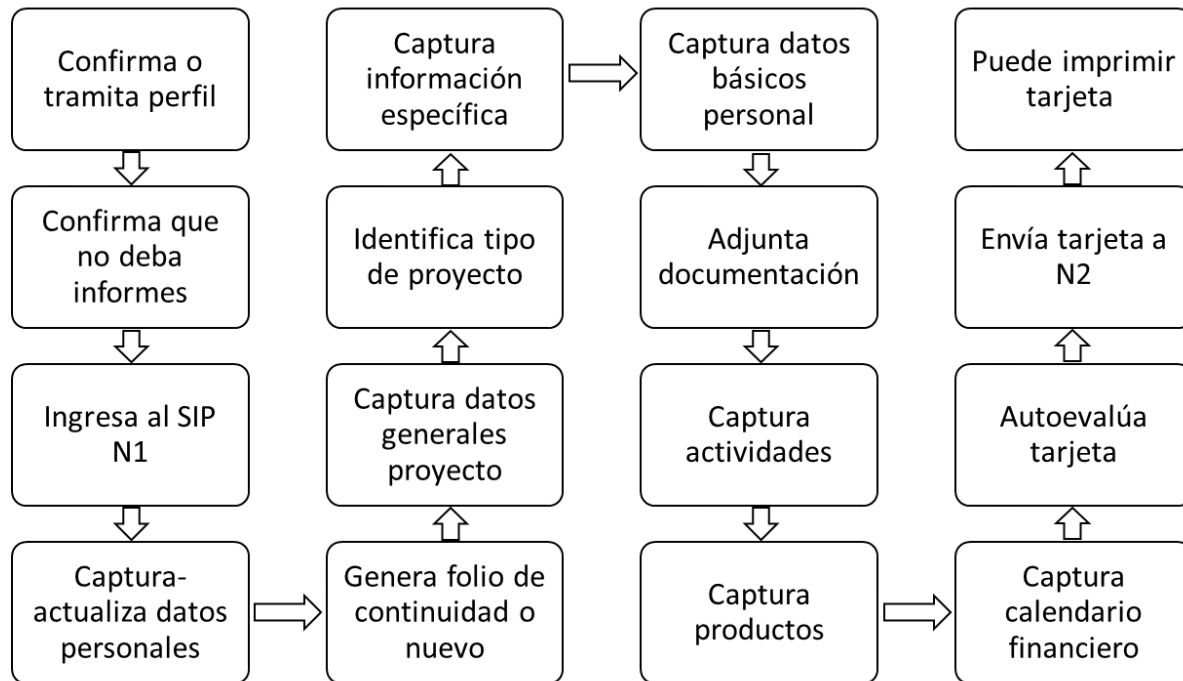 Confirma o
tramita perfil
Confirma que
no deba
informes
Ingresa al SIP
N1
Captura-
actualiza datos
personales
Genera folio de
continuidad o
nuevo
Captura datos
generales
proyecto
Identifica tipo
de proyecto
Captura
información
específica
Captura datos
básicos
personal
Adjunta
documentación
Captura
actividades
Captura
productos
Captura
calendario
financiero
Autoevalúa
tarjeta
Envía tarjeta a
N2
Puede imprimir
tarjeta